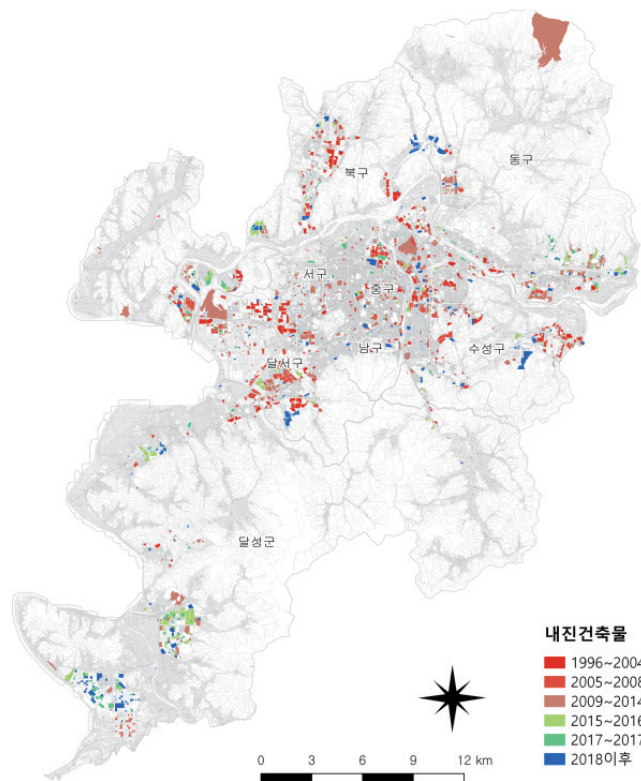 동구
북구
서구
중구
남구
수성구
달서구
달성군
내진건축물
1996~2004
2005~2008
2009~2014
2015~2016
2017~2017
2018이후
0 3 6 9 12 km